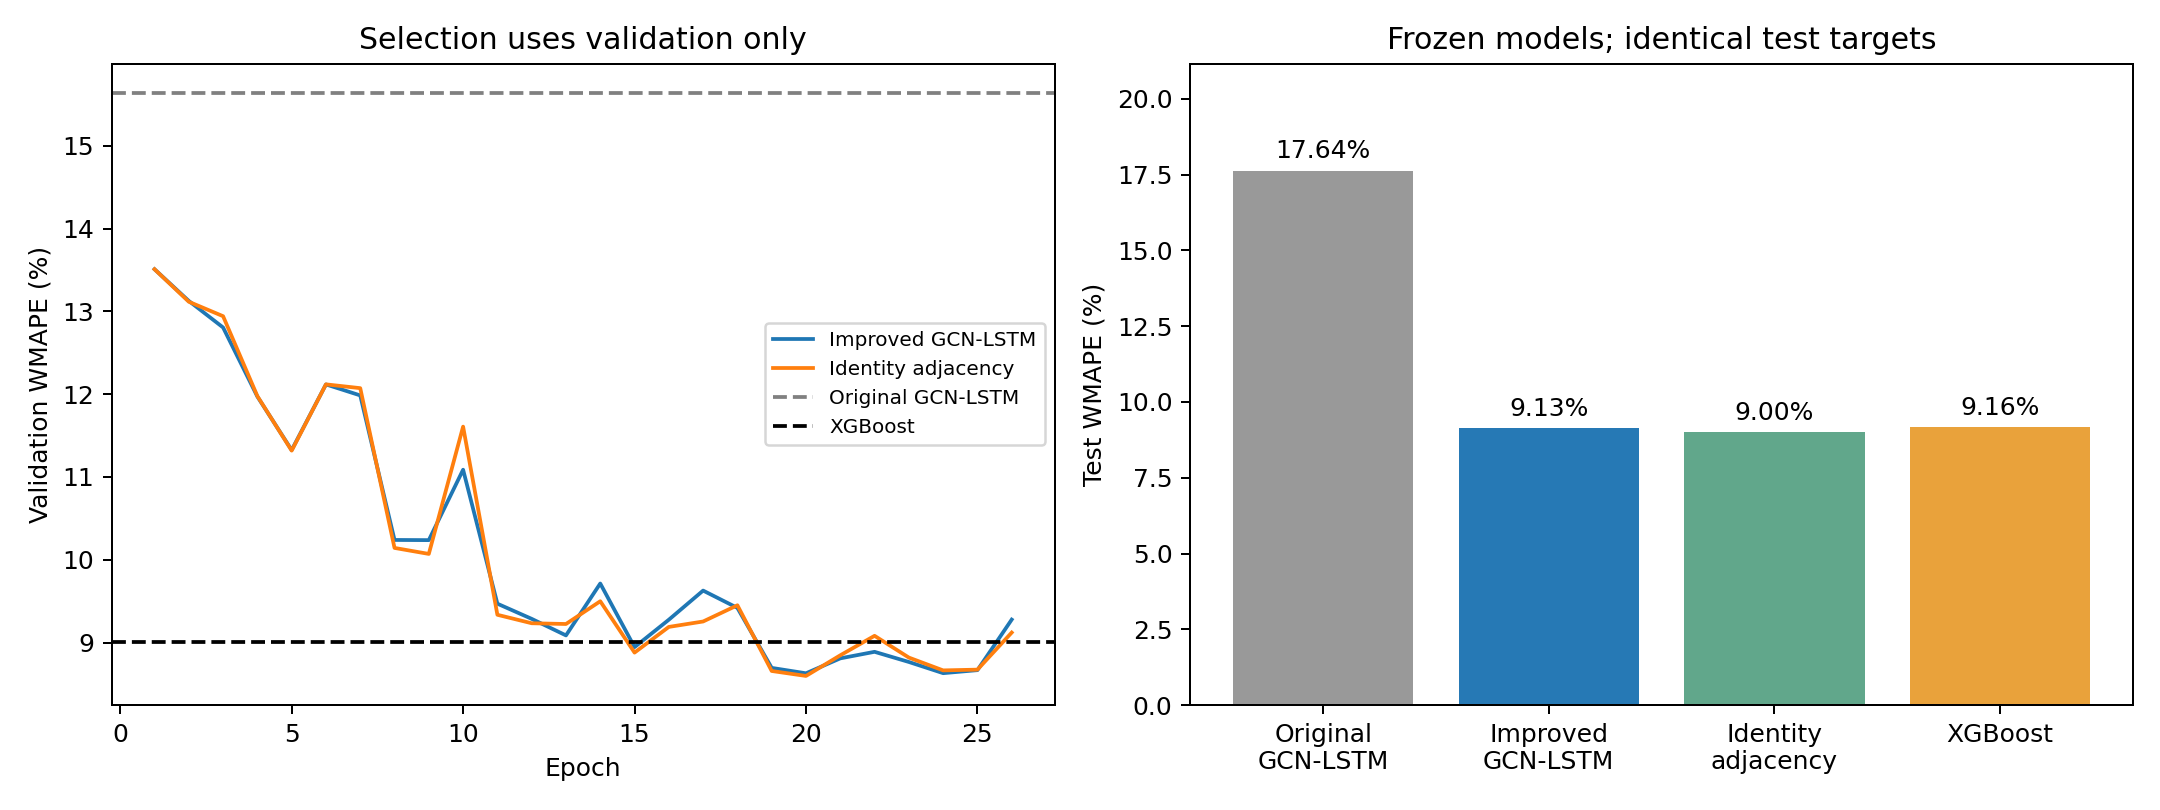 Selection uses validation only
Validation WMAPE (%)
15
14
13
12
11
10
9
0
5
10
15
20
25
Epoch
Improved GCN-LSTM
Identity adjacency
Original GCN-LSTM
XGBoost
Frozen models; identical test targets
Test WMAPE (%)
20.0
17.5
15.0
12.5
10.0
7.5
5.0
2.5
0.0
17.64%
9.13%
9.00%
9.16%
Original
GCN-LSTM
Improved
GCN-LSTM
Identity
adjacency
XGBoost